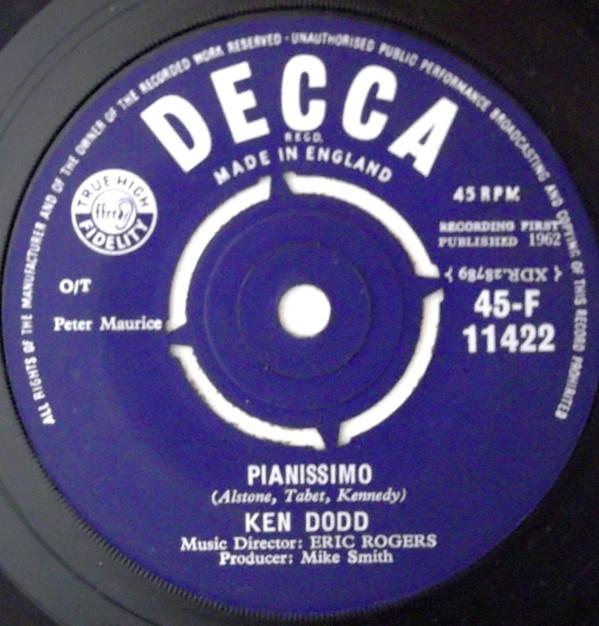 ALL RIGHTS OF THE MANUFACTURER AND OF THE OWNER OF THE RECORDED WORK RESERVED · UNAUTHORISED PUBLIC PERFORMANCE BROADCASTING AND COPYING OF THIS RECORD PROHIBITED
DECCA
REGD.
MADE IN ENGLAND
TRUE HIGH
ffrr
FIDELITY
45 RPM
RECORDING FIRST
PUBLISHED 1962
{ XDR.28789 }
O/T
45-F
11422
Peter Maurice
PIANISSIMO
(Alstone, Tabet, Kennedy)
KEN DODD
Music Director: ERIC ROGERS
Producer: Mike Smith